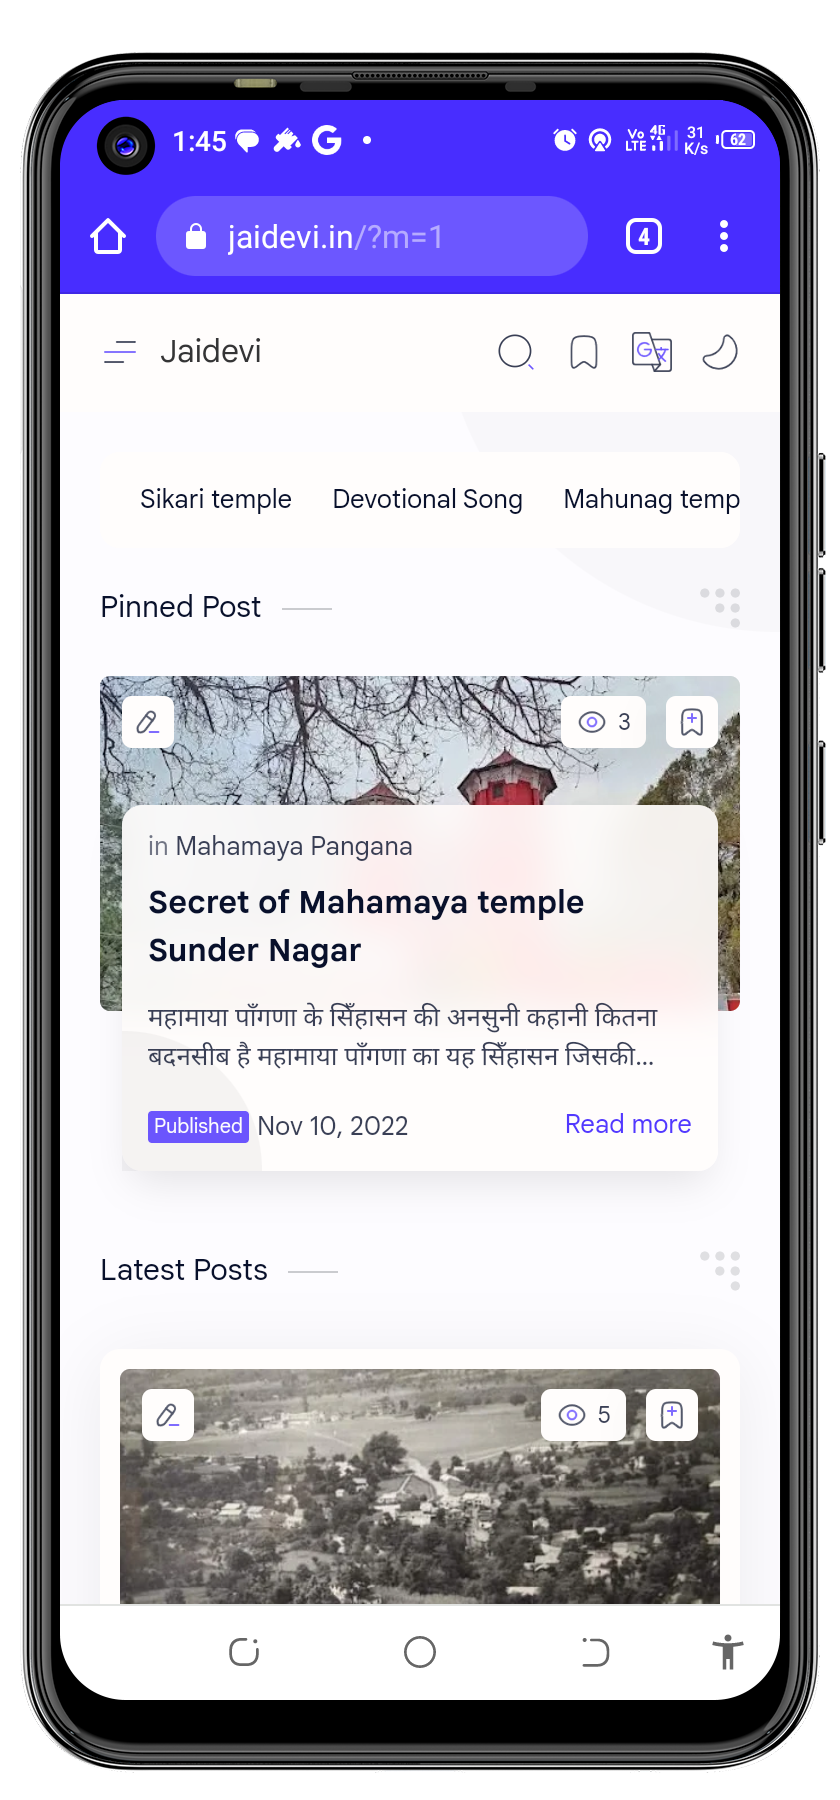 1:45
Vo LTE 4G 31 K/s 62
jaidevi.in/?m=1
4
Jaidevi
Sikari temple Devotional Song Mahunag temp
Pinned Post
3
in Mahamaya Pangana
Secret of Mahamaya temple
Sunder Nagar
महामाया पाँगणा के सिँहासन की अनसुनी कहानी कितना
बदनसीब है महामाया पाँगणा का यह सिँहासन जिसकी...
Published Nov 10, 2022 Read more
Latest Posts
5